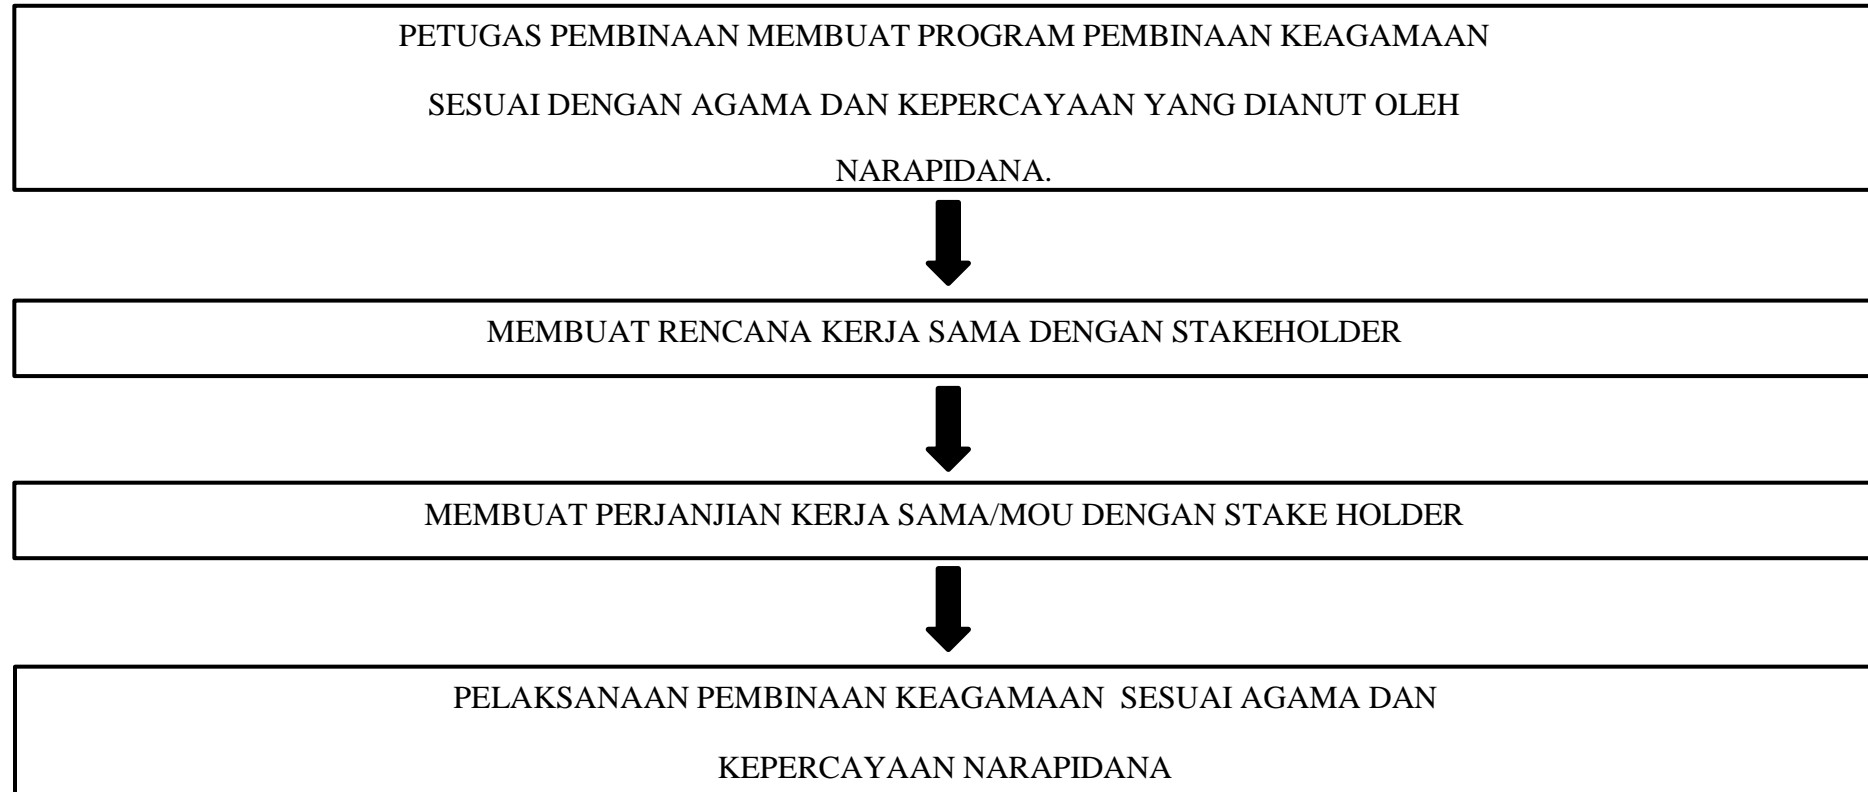 PETUGAS PEMBINAAN MEMBUAT PROGRAM PEMBINAAN KEAGAMAAN
SESUAI DENGAN AGAMA DAN KEPERCAYAAN YANG DIANUT OLEH
NARAPIDANA.
MEMBUAT RENCANA KERJA SAMA DENGAN STAKEHOLDER
MEMBUAT PERJANJIAN KERJA SAMA/MOU DENGAN STAKE HOLDER
PELAKSANAAN PEMBINAAN KEAGAMAAN SESUAI AGAMA DAN
KEPERCAYAAN NARAPIDANA